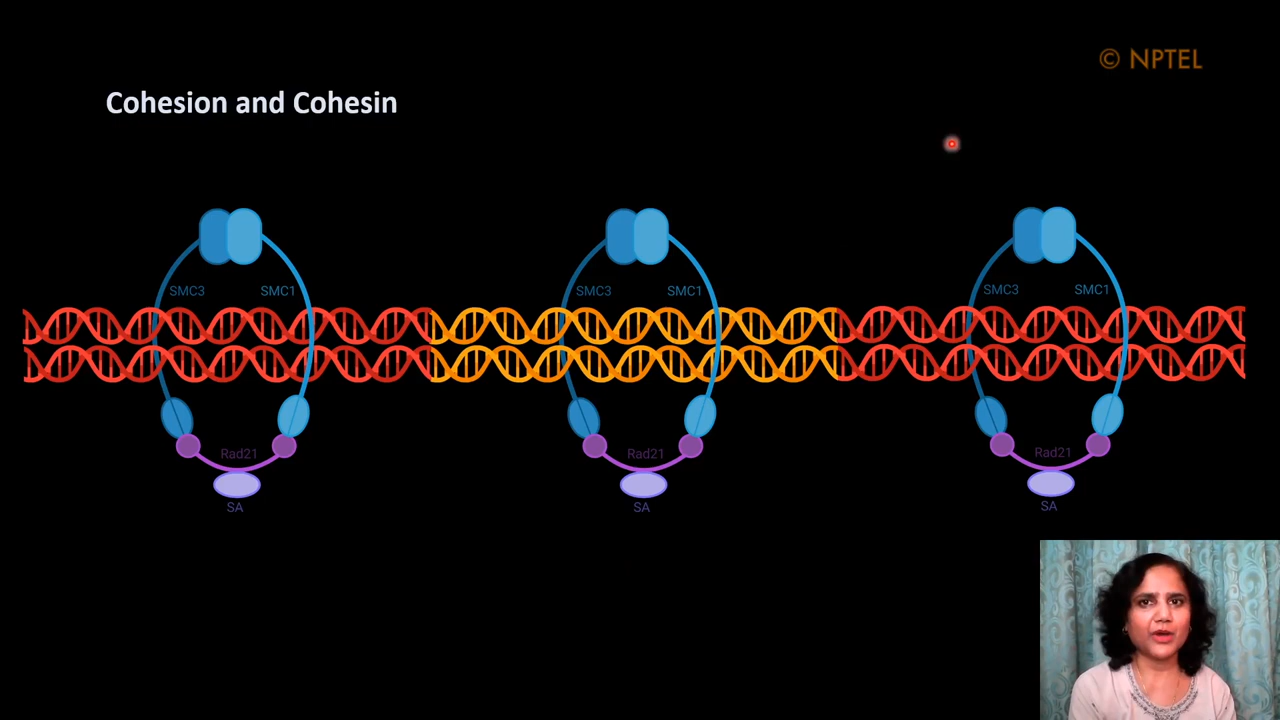 © NPTEL
Cohesion and Cohesin
SMC3 SMC1 SMC3 SMC1 SMC3 SMC1
Rad21 Rad21 Rad21
SA SA SA